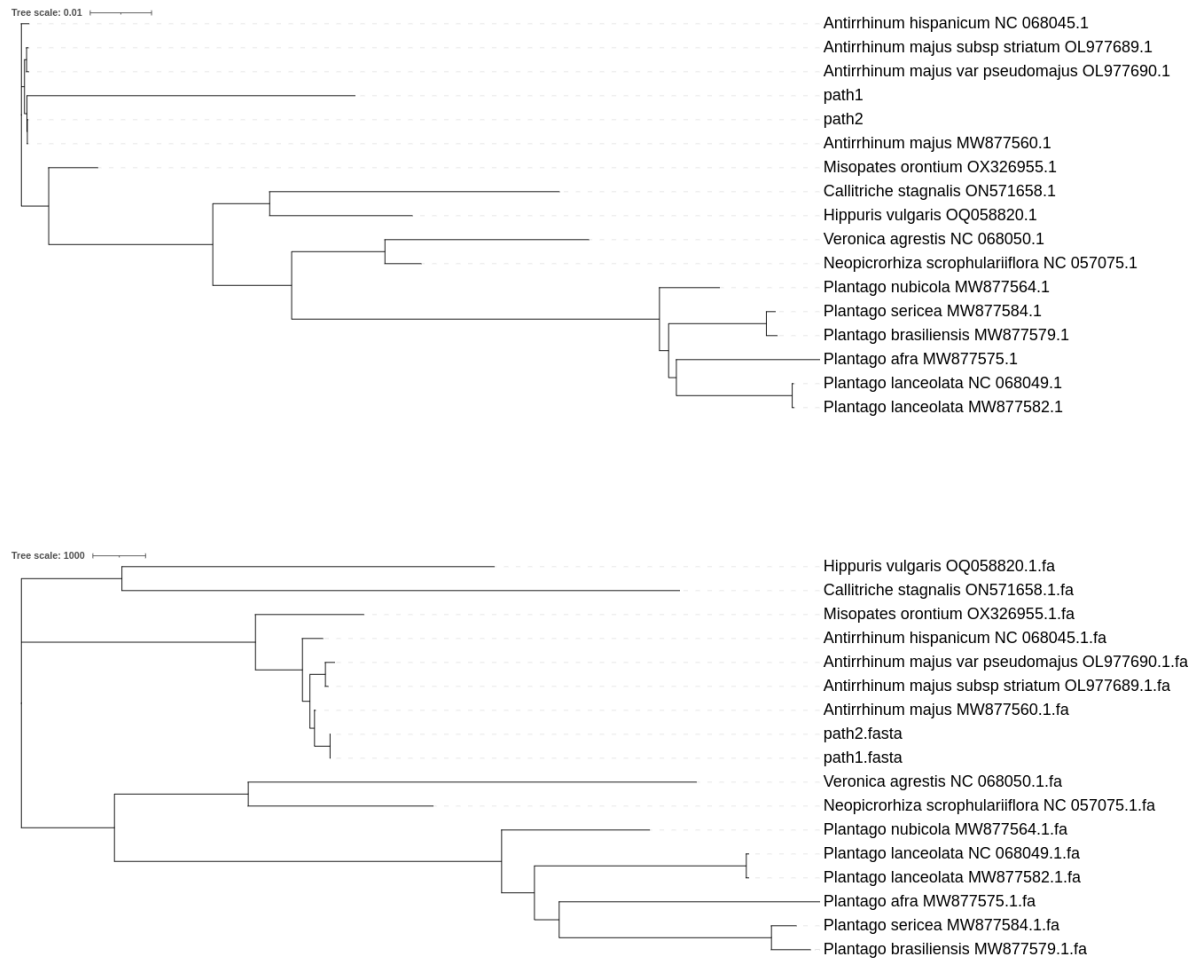 Tree scale: 0.01
Antirrhinum hispanicum NC 068045.1
Antirrhinum majus subsp striatum OL977689.1
Antirrhinum majus var pseudomajus OL977690.1
path1
path2
Antirrhinum majus MW877560.1
Misopates orontium OX326955.1
Callitriche stagnalis ON571658.1
Hippuris vulgaris OQ058820.1
Veronica agrestis NC 068050.1
Neopicrorhiza scrophulariiflora NC 057075.1
Plantago nubicola MW877564.1
Plantago sericea MW877584.1
Plantago brasiliensis MW877579.1
Plantago afra MW877575.1
Plantago lanceolata NC 068049.1
Plantago lanceolata MW877582.1
Tree scale: 1000
Hippuris vulgaris OQ058820.1.fa
Callitriche stagnalis ON571658.1.fa
Misopates orontium OX326955.1.fa
Antirrhinum hispanicum NC 068045.1.fa
Antirrhinum majus var pseudomajus OL977690.1.fa
Antirrhinum majus subsp striatum OL977689.1.fa
Antirrhinum majus MW877560.1.fa
path2.fasta
path1.fasta
Veronica agrestis NC 068050.1.fa
Neopicrorhiza scrophulariiflora NC 057075.1.fa
Plantago nubicola MW877564.1.fa
Plantago lanceolata NC 068049.1.fa
Plantago lanceolata MW877582.1.fa
Plantago afra MW877575.1.fa
Plantago sericea MW877584.1.fa
Plantago brasiliensis MW877579.1.fa